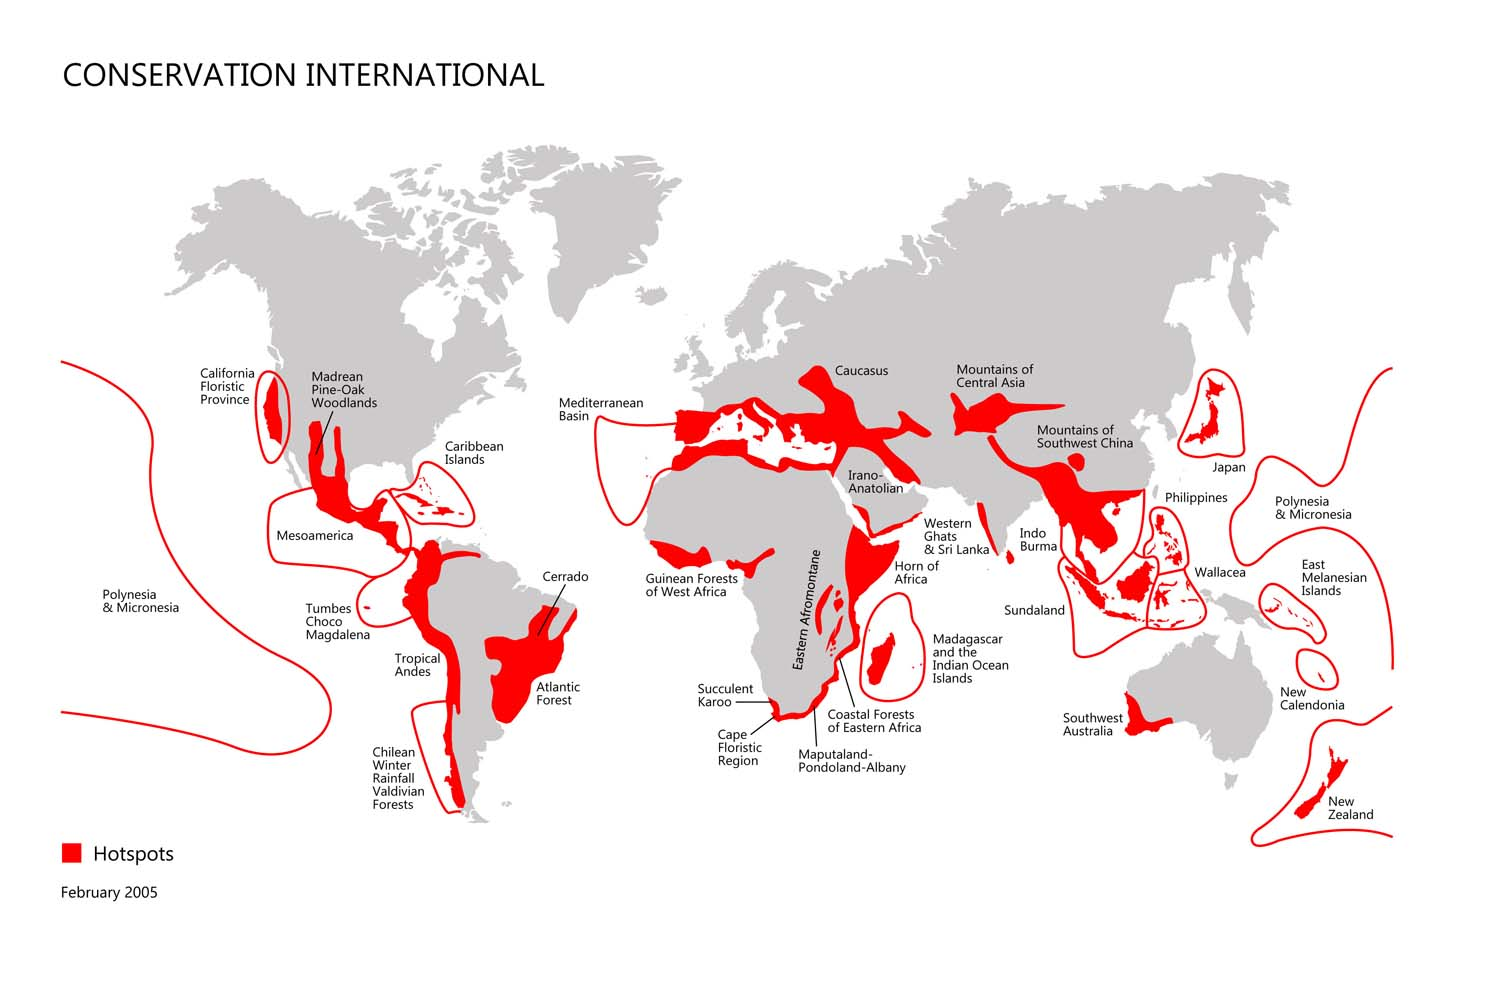 CONSERVATION INTERNATIONAL
California
Floristic
Province
Madrean
Pine-Oak
Woodlands
Caribbean
Islands
Mesoamerica
Polynesia
& Micronesia
Tumbes
Choco
Magdalena
Tropical
Andes
Cerrado
Atlantic
Forest
Chilean
Winter
Rainfall
Valdivian
Forests
Mediterranean
Basin
Caucasus
Mountains of
Central Asia
Mountains of
Southwest China
Irano-
Anatolian
Western
Ghats
& Sri Lanka
Indo
Burma
Horn of
Africa
Guinean Forests
of West Africa
Eastern Afromontane
Madagascar
and the
Indian Ocean
Islands
Succulent
Karoo
Cape
Floristic
Region
Coastal Forests
of Eastern Africa
Maputaland-
Pondoland-Albany
Japan
Philippines
Polynesia
& Micronesia
Wallacea
Sundaland
East
Melanesian
Islands
New
Calendonia
Southwest
Australia
New
Zealand
Hotspots
February 2005